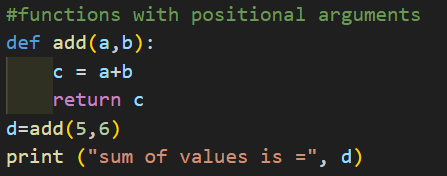 #functions with positional arguments
def add(a,b):
    c = a+b
    return c
d=add(5,6)
print ("sum of values is =", d)